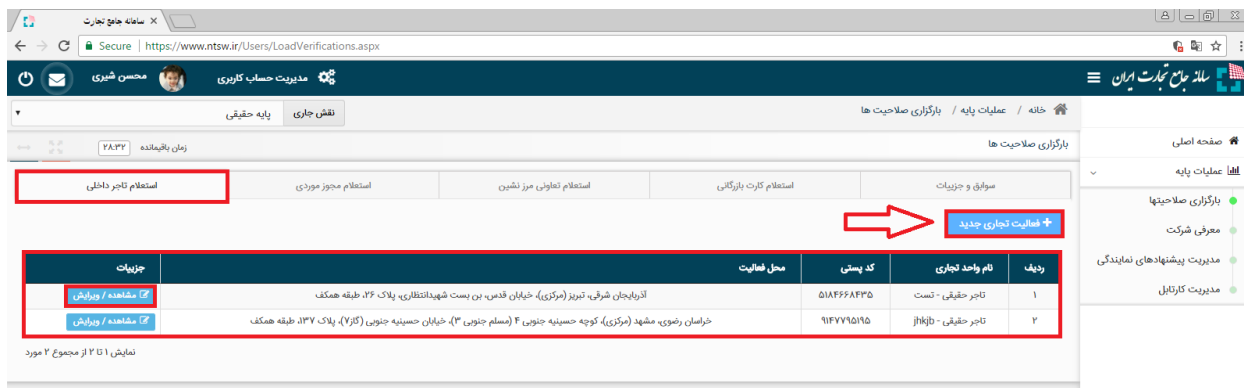 سامانه جامع تجارت
Secure | https://www.ntsw.ir/Users/LoadVerifications.aspx
سامانهٔ جامع تجارت ایران
مدیریت حساب کاربری
محسن شیری
خانه / عملیات پایه / بارگزاری صلاحیت ها
نقش جاری
پایه حقیقی
بارگزاری صلاحیت ها
زمان باقیمانده ۲۸:۳۲
صفحه اصلی
عملیات پایه
بارگزاری صلاحیتها
معرفی شرکت
مدیریت پیشنهادهای نمایندگی
مدیریت کارتابل
سوابق و جزییات
استعلام کارت بازرگانی
استعلام تعاونی مرز نشین
استعلام مجوز موردی
استعلام تاجر داخلی
+ فعالیت تجاری جدید
ردیف نام واحد تجاری کد پستی محل فعالیت جزییات
۱ تاجر حقیقی - تست ۵۱۸۴۶۶۸۴۳۵ آذربایجان شرقی، تبریز (مرکزی)، خیابان قدس، بن بست شهیدانتظاری، پلاک ۲۶، طبقه همکف مشاهده / ویرایش
۲ تاجر حقیقی - jhkjb ۹۱۴۷۷۹۵۱۹۵ خراسان رضوی، مشهد (مرکزی)، کوچه حسینیه جنوبی ۴ (مسلم جنوبی ۳)، خیابان حسینیه جنوبی (گاز۷)، پلاک ۱۳۷، طبقه همکف مشاهده / ویرایش
نمایش ۱ تا ۲ از مجموع ۲ مورد